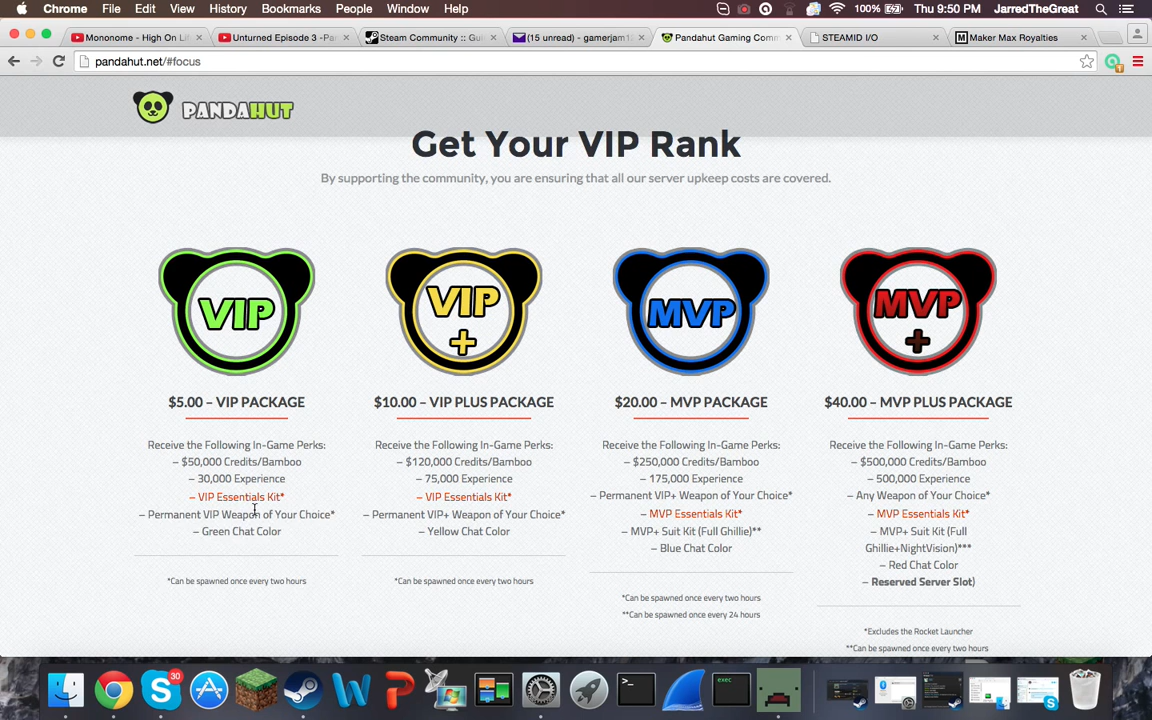 Chrome File Edit View History Bookmarks People Window Help 100% Thu 9:50 PM JarredTheGreat
Mononome - High On Li Unturned Episode 3 -Pa Steam Community :: Gui (15 unread) - gamerjam12 Pandahut Gaming Com STEAMID I/O Maker Max Royalties
pandahut.net/#focus
PANDAHUT
Get Your VIP Rank
By supporting the community, you are ensuring that all our server upkeep costs are covered.
VIP
VIP
+
MVP
MVP
+
$5.00 – VIP PACKAGE
Receive the Following In-Game Perks:
– $50,000 Credits/Bamboo
– 30,000 Experience
– VIP Essentials Kit*
– Permanent VIP Weapon of Your Choice*
– Green Chat Color
*Can be spawned once every two hours
$10.00 – VIP PLUS PACKAGE
Receive the Following In-Game Perks:
– $120,000 Credits/Bamboo
– 75,000 Experience
– VIP Essentials Kit*
– Permanent VIP+ Weapon of Your Choice*
– Yellow Chat Color
*Can be spawned once every two hours
$20.00 – MVP PACKAGE
Receive the Following In-Game Perks:
– $250,000 Credits/Bamboo
– 175,000 Experience
– Permanent VIP+ Weapon of Your Choice*
– MVP Essentials Kit*
– MVP+ Suit Kit (Full Ghillie)**
– Blue Chat Color
*Can be spawned once every two hours
**Can be spawned once every 24 hours
$40.00 – MVP PLUS PACKAGE
Receive the Following In-Game Perks:
– $500,000 Credits/Bamboo
– 500,000 Experience
– Any Weapon of Your Choice*
– MVP Essentials Kit*
– MVP+ Suit Kit (Full
Ghillie+NightVision)***
– Red Chat Color
– Reserved Server Slot)
*Excludes the Rocket Launcher
**Can be spawned once every two hours
30
exec